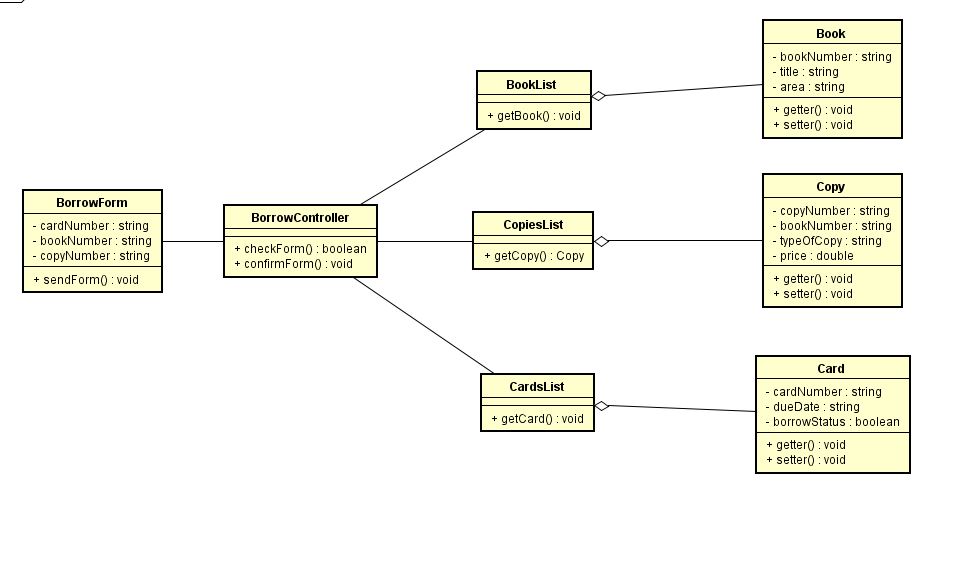 Book
- bookNumber : string
- title : string
- area : string
+ getter() : void
+ setter() : void
BookList
+ getBook() : void
BorrowForm
- cardNumber : string
- bookNumber : string
- copyNumber : string
+ sendForm() : void
BorrowController
+ checkForm() : boolean
+ confirmForm() : void
CopiesList
+ getCopy() : Copy
Copy
- copyNumber : string
- bookNumber : string
- typeOfCopy : string
- price : double
+ getter() : void
+ setter() : void
CardsList
+ getCard() : void
Card
- cardNumber : string
- dueDate : string
- borrowStatus : boolean
+ getter() : void
+ setter() : void